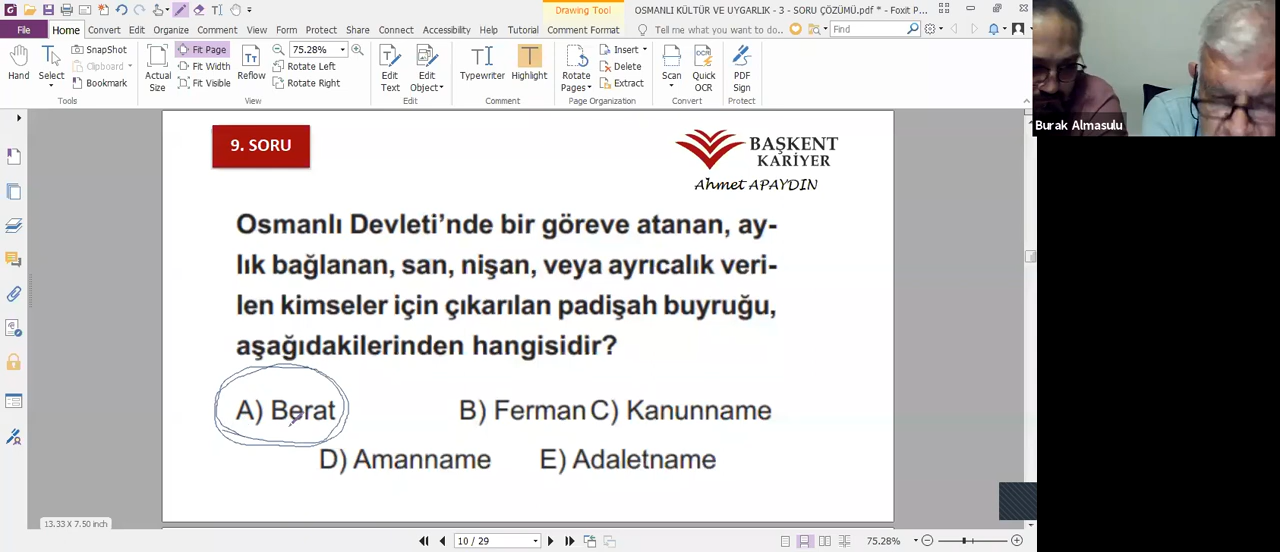 Drawing Tool
OSMANLI KÜLTÜR VE UYGARLIK - 3 - SORU ÇÖZÜMÜ.pdf * - Foxit P...
File Home Convert Edit Organize Comment View Form Protect Share Connect Accessibility Help Tutorial Comment Format Tell me what you want to do.. Find
Hand
Select
SnapShot
Clipboard
Bookmark
Tools
Actual Size
Fit Page
Fit Width
Fit Visible
Reflow
75.28%
Rotate Left
Rotate Right
View
Edit Text
Edit Object
Edit
Typewriter
Highlight
Comment
Rotate Pages
Insert
Delete
Extract
Page Organization
Scan
Quick OCR
Convert
PDF Sign
Protect
Burak Almasulu
9. SORU
BAŞKENT
KARİYER
Ahmet APAYDIN
Osmanlı Devleti’nde bir göreve atanan, ay-
lık bağlanan, san, nişan, veya ayrıcalık veri-
len kimseler için çıkarılan padişah buyruğu,
aşağıdakilerinden hangisidir?
A) Berat B) Ferman C) Kanunname
D) Amanname E) Adaletname
13.33 X 7.50 inch
10 / 29
75.28%